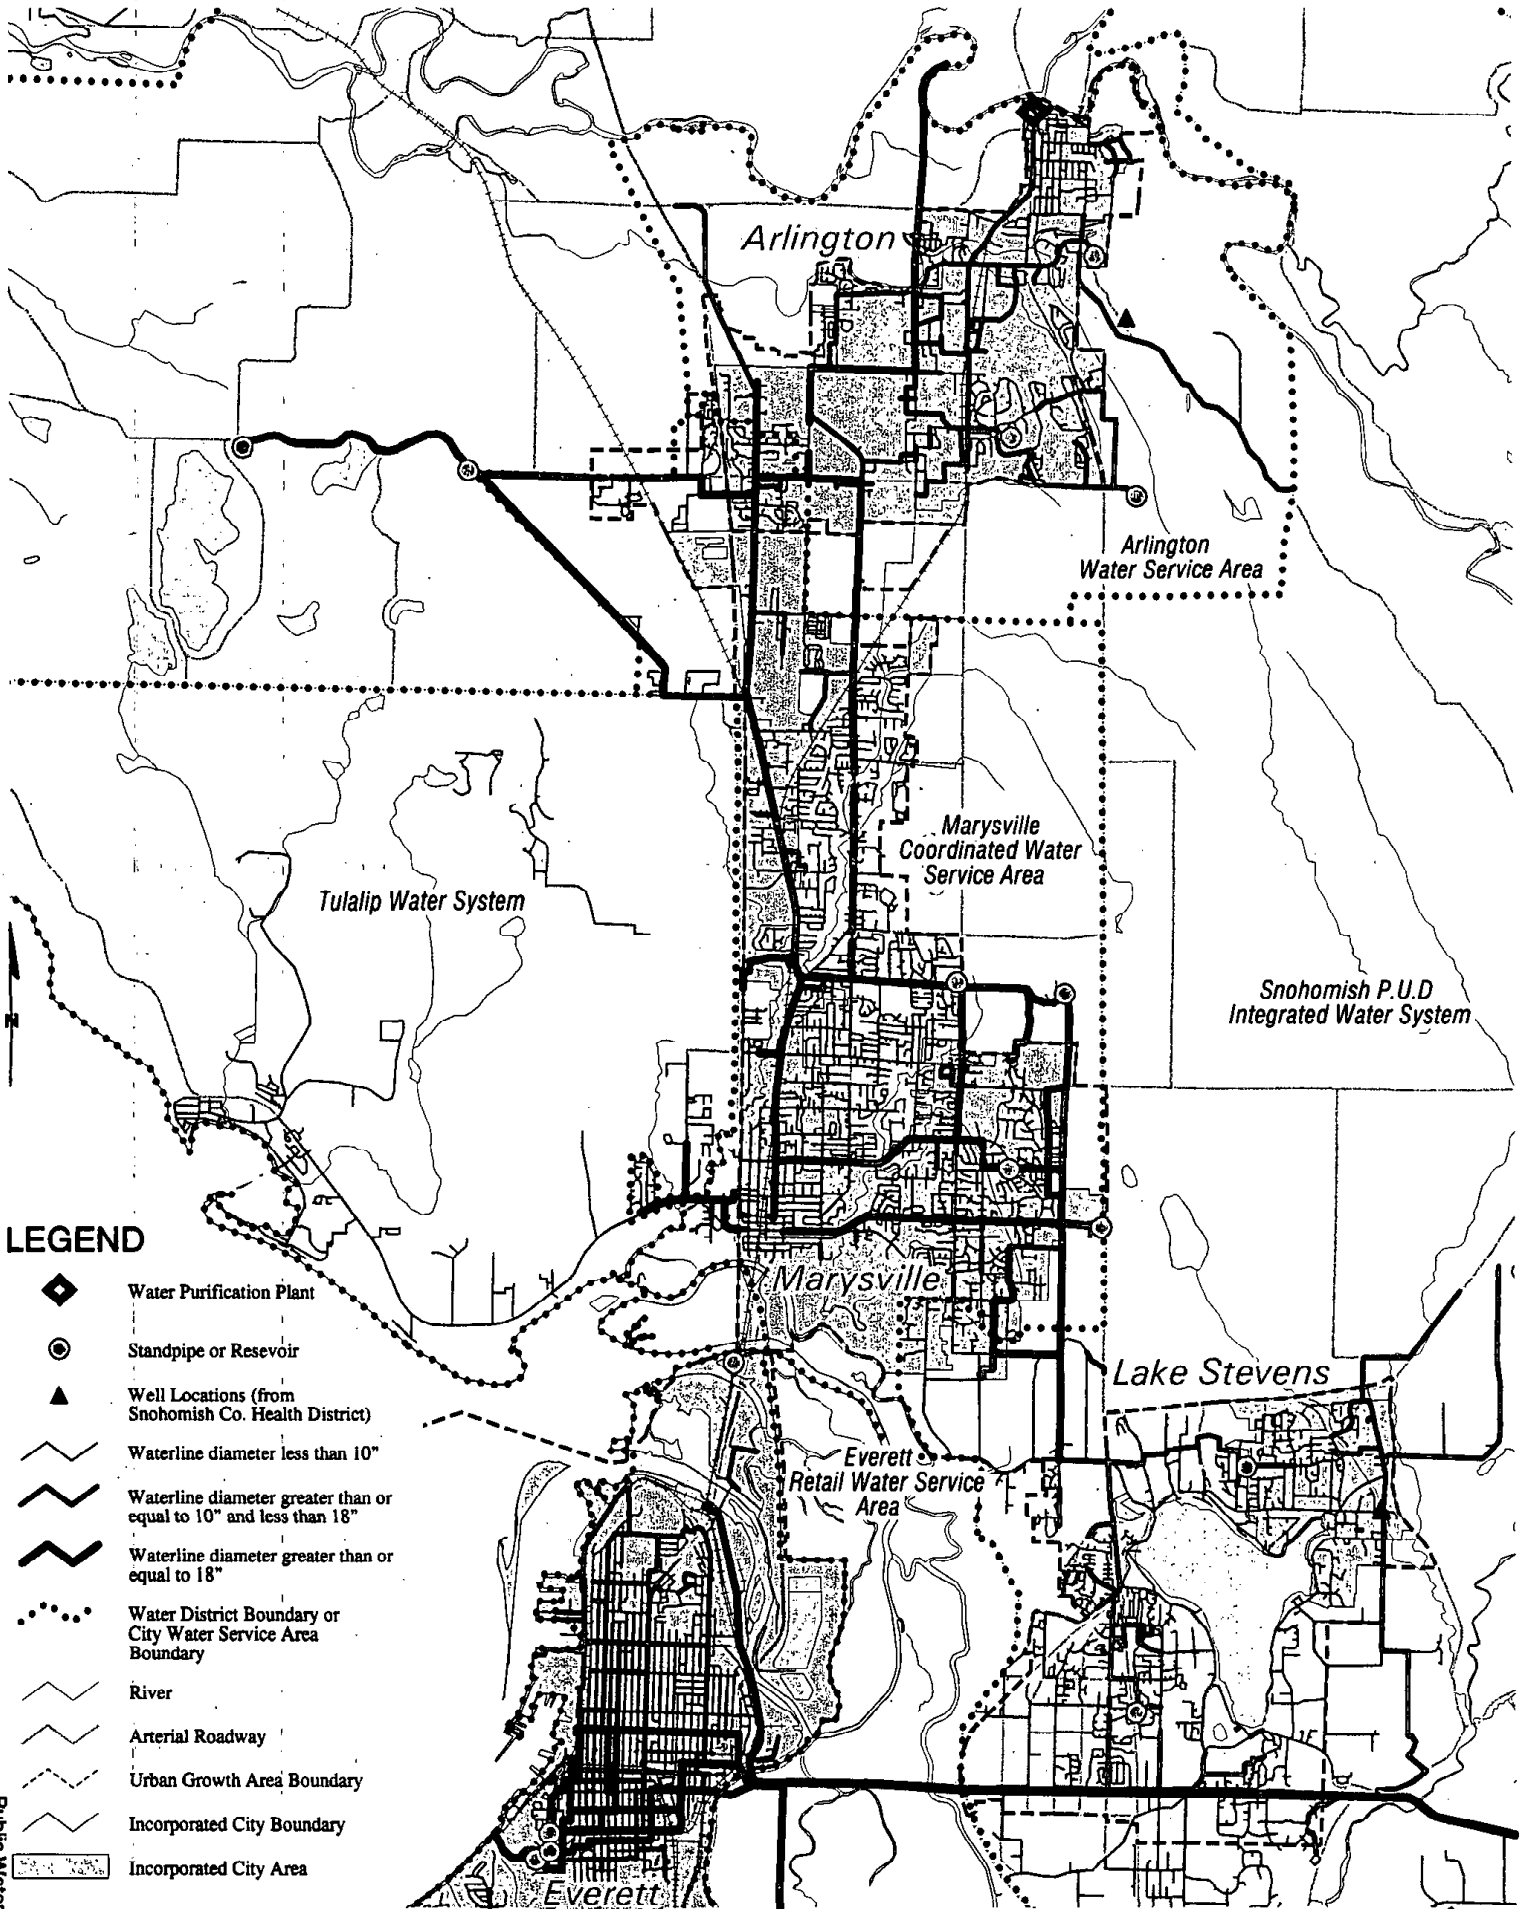 Arlington
Arlington
Water Service Area
Marysville
Coordinated Water
Service Area
Tulalip Water System
Snohomish P.U.D
Integrated Water System
N
Marysville
Lake Stevens
Everett
Retail Water Service
Area
Everett
LEGEND
Water Purification Plant
Standpipe or Resevoir
Well Locations (from
Snohomish Co. Health District)
Waterline diameter less than 10"
Waterline diameter greater than or
equal to 10" and less than 18"
Waterline diameter greater than or
equal to 18"
Water District Boundary or
City Water Service Area
Boundary
River
Arterial Roadway
Urban Growth Area Boundary
Incorporated City Boundary
Incorporated City Area